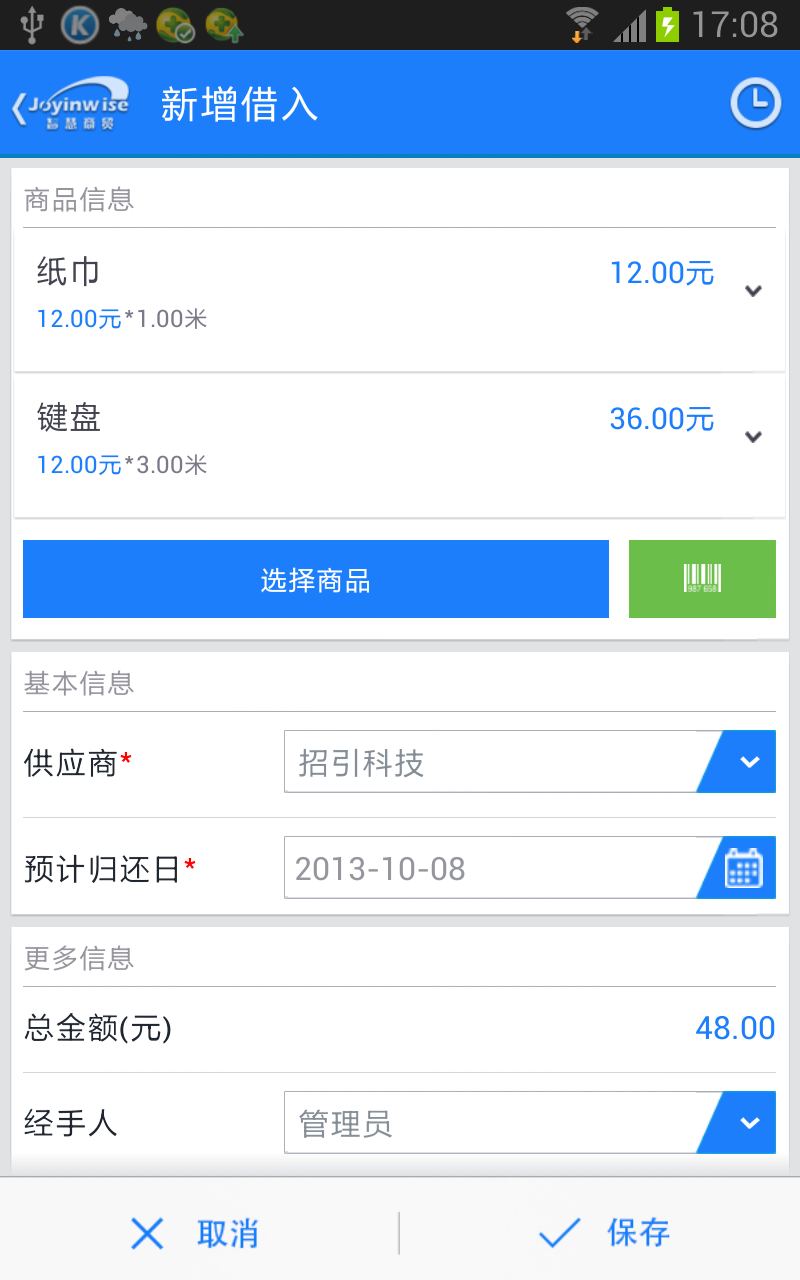 17:08
Joyinwise
智慧商贸
新增借入
商品信息
纸巾
12.00元
12.00元*1.00米
键盘
36.00元
12.00元*3.00米
选择商品
987 658
基本信息
供应商*
招引科技
预计归还日*
2013-10-08
更多信息
总金额(元)
48.00
经手人
管理员
取消
保存